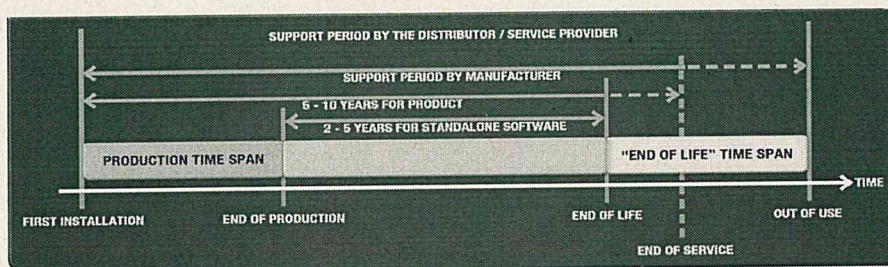 SUPPORT PERIOD BY THE DISTRIBUTOR / SERVICE PROVIDER
SUPPORT PERIOD BY MANUFACTURER
6 - 10 YEARS FOR PRODUCT
2 - 5 YEARS FOR STANDALONE SOFTWARE
PRODUCTION TIME SPAN
"END OF LIFE" TIME SPAN
TIME
FIRST INSTALLATION
END OF PRODUCTION
END OF LIFE
OUT OF USE
END OF SERVICE